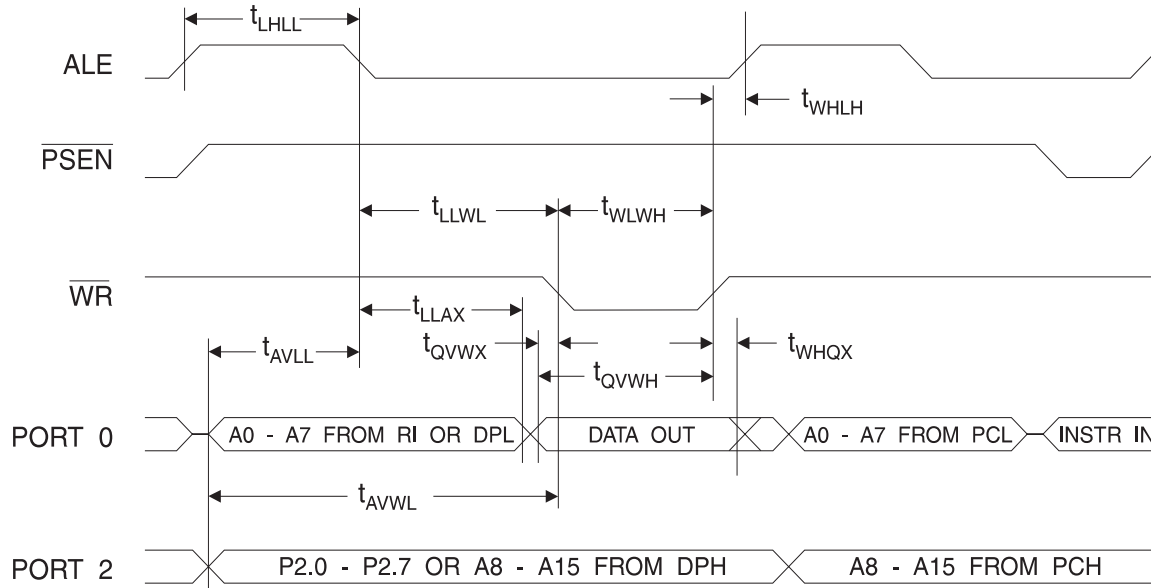 tLHLL
ALE
tWHLH
PSEN
tLLWL
tWLWH
WR
tLLAX
tQVWX
tWHQX
tAVLL
tQVWH
PORT 0
A0 - A7 FROM RI OR DPL
DATA OUT
A0 - A7 FROM PCL
INSTR IN
tAVWL
PORT 2
P2.0 - P2.7 OR A8 - A15 FROM DPH
A8 - A15 FROM PCH